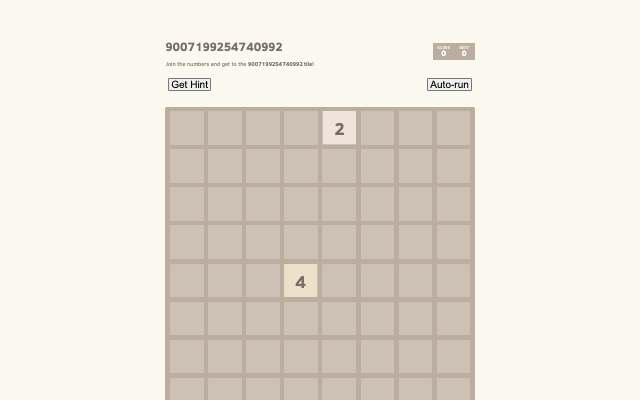 9007199254740992
SCORE
0
BEST
0
Join the numbers and get to the 9007199254740992 tile!
Get Hint
Auto-run
2
4